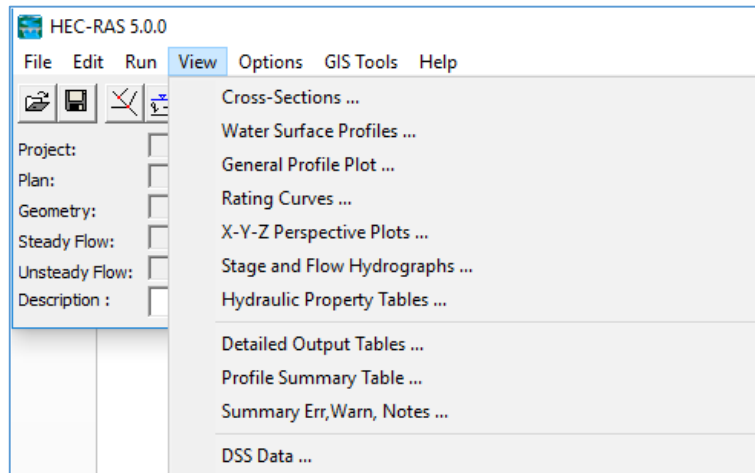 HEC-RAS 5.0.0
File Edit Run View Options GIS Tools Help
Project:
Plan:
Geometry:
Steady Flow:
Unsteady Flow:
Description :
Cross-Sections ...
Water Surface Profiles ...
General Profile Plot ...
Rating Curves ...
X-Y-Z Perspective Plots ...
Stage and Flow Hydrographs ...
Hydraulic Property Tables ...
Detailed Output Tables ...
Profile Summary Table ...
Summary Err,Warn, Notes ...
DSS Data ...